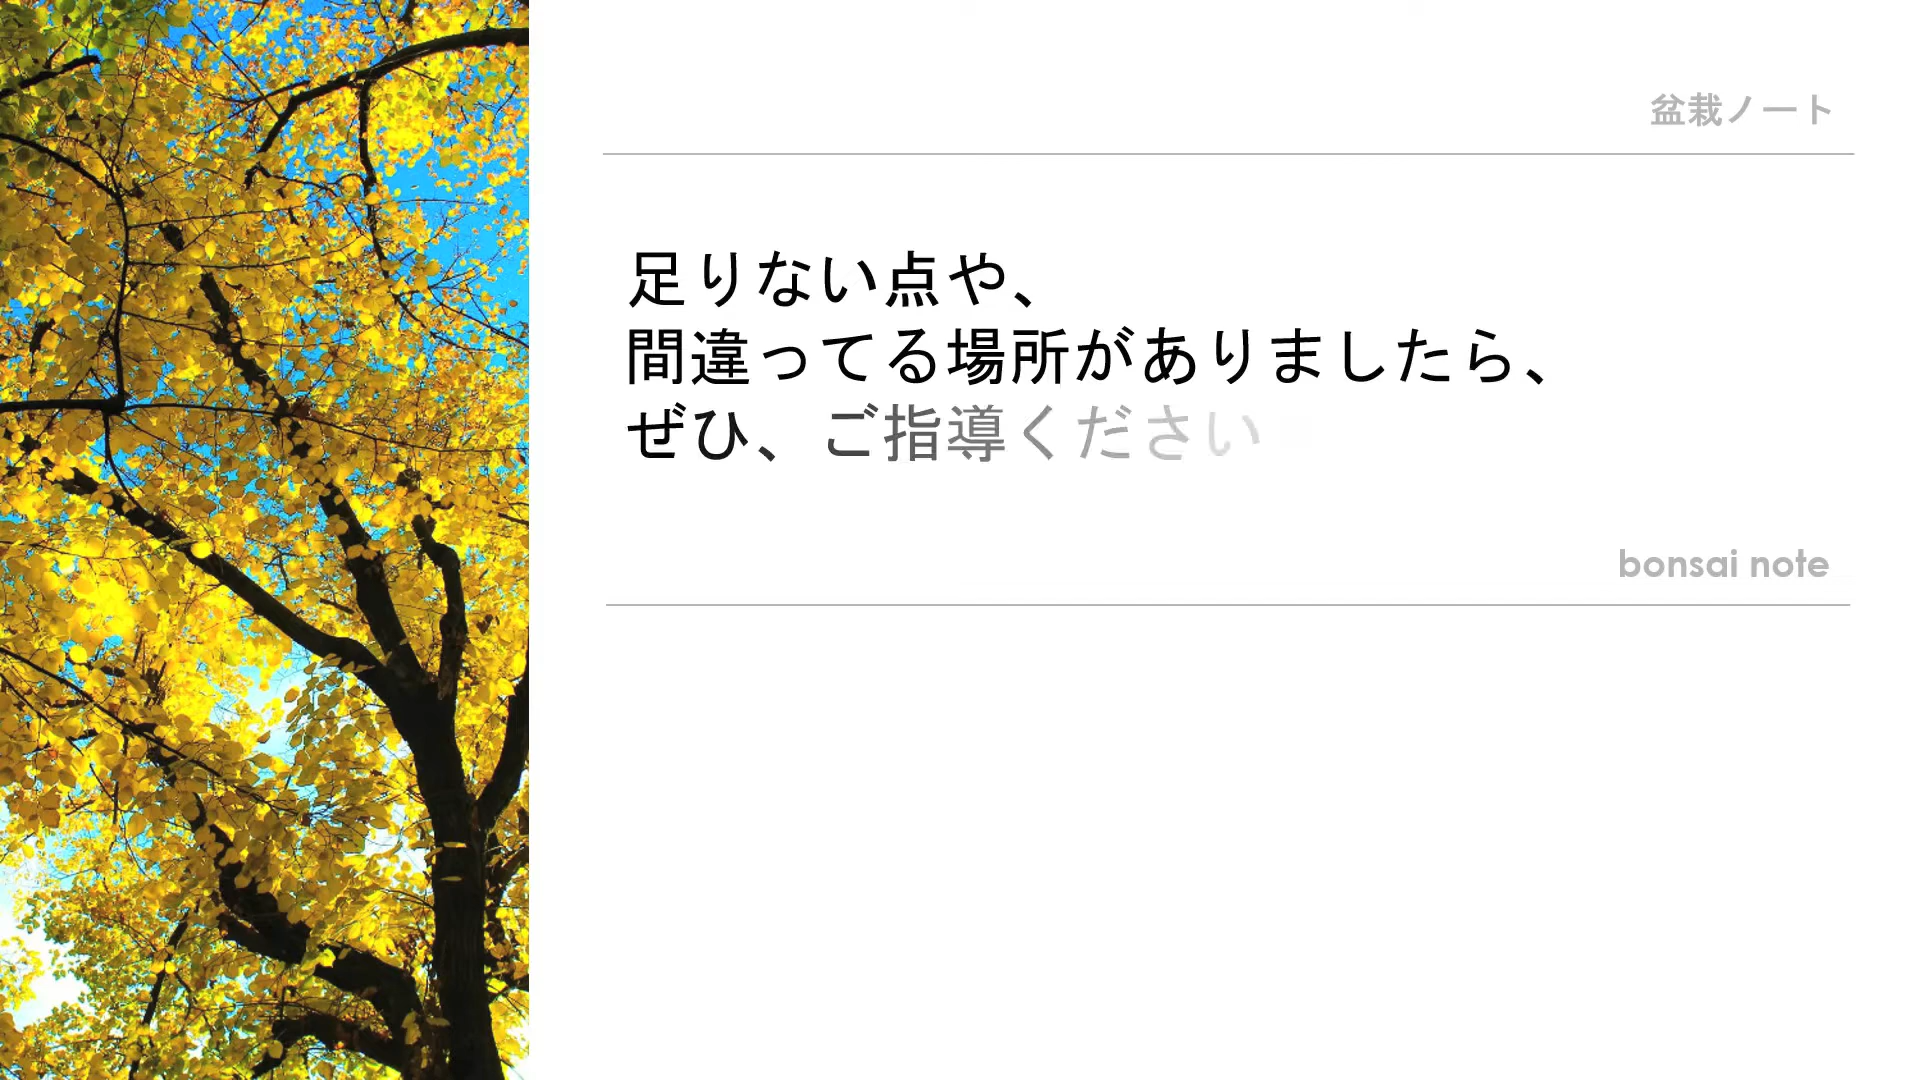 盆栽ノート
足りない点や、
間違ってる場所がありましたら、
ぜひ、ご指導ください
bonsai note